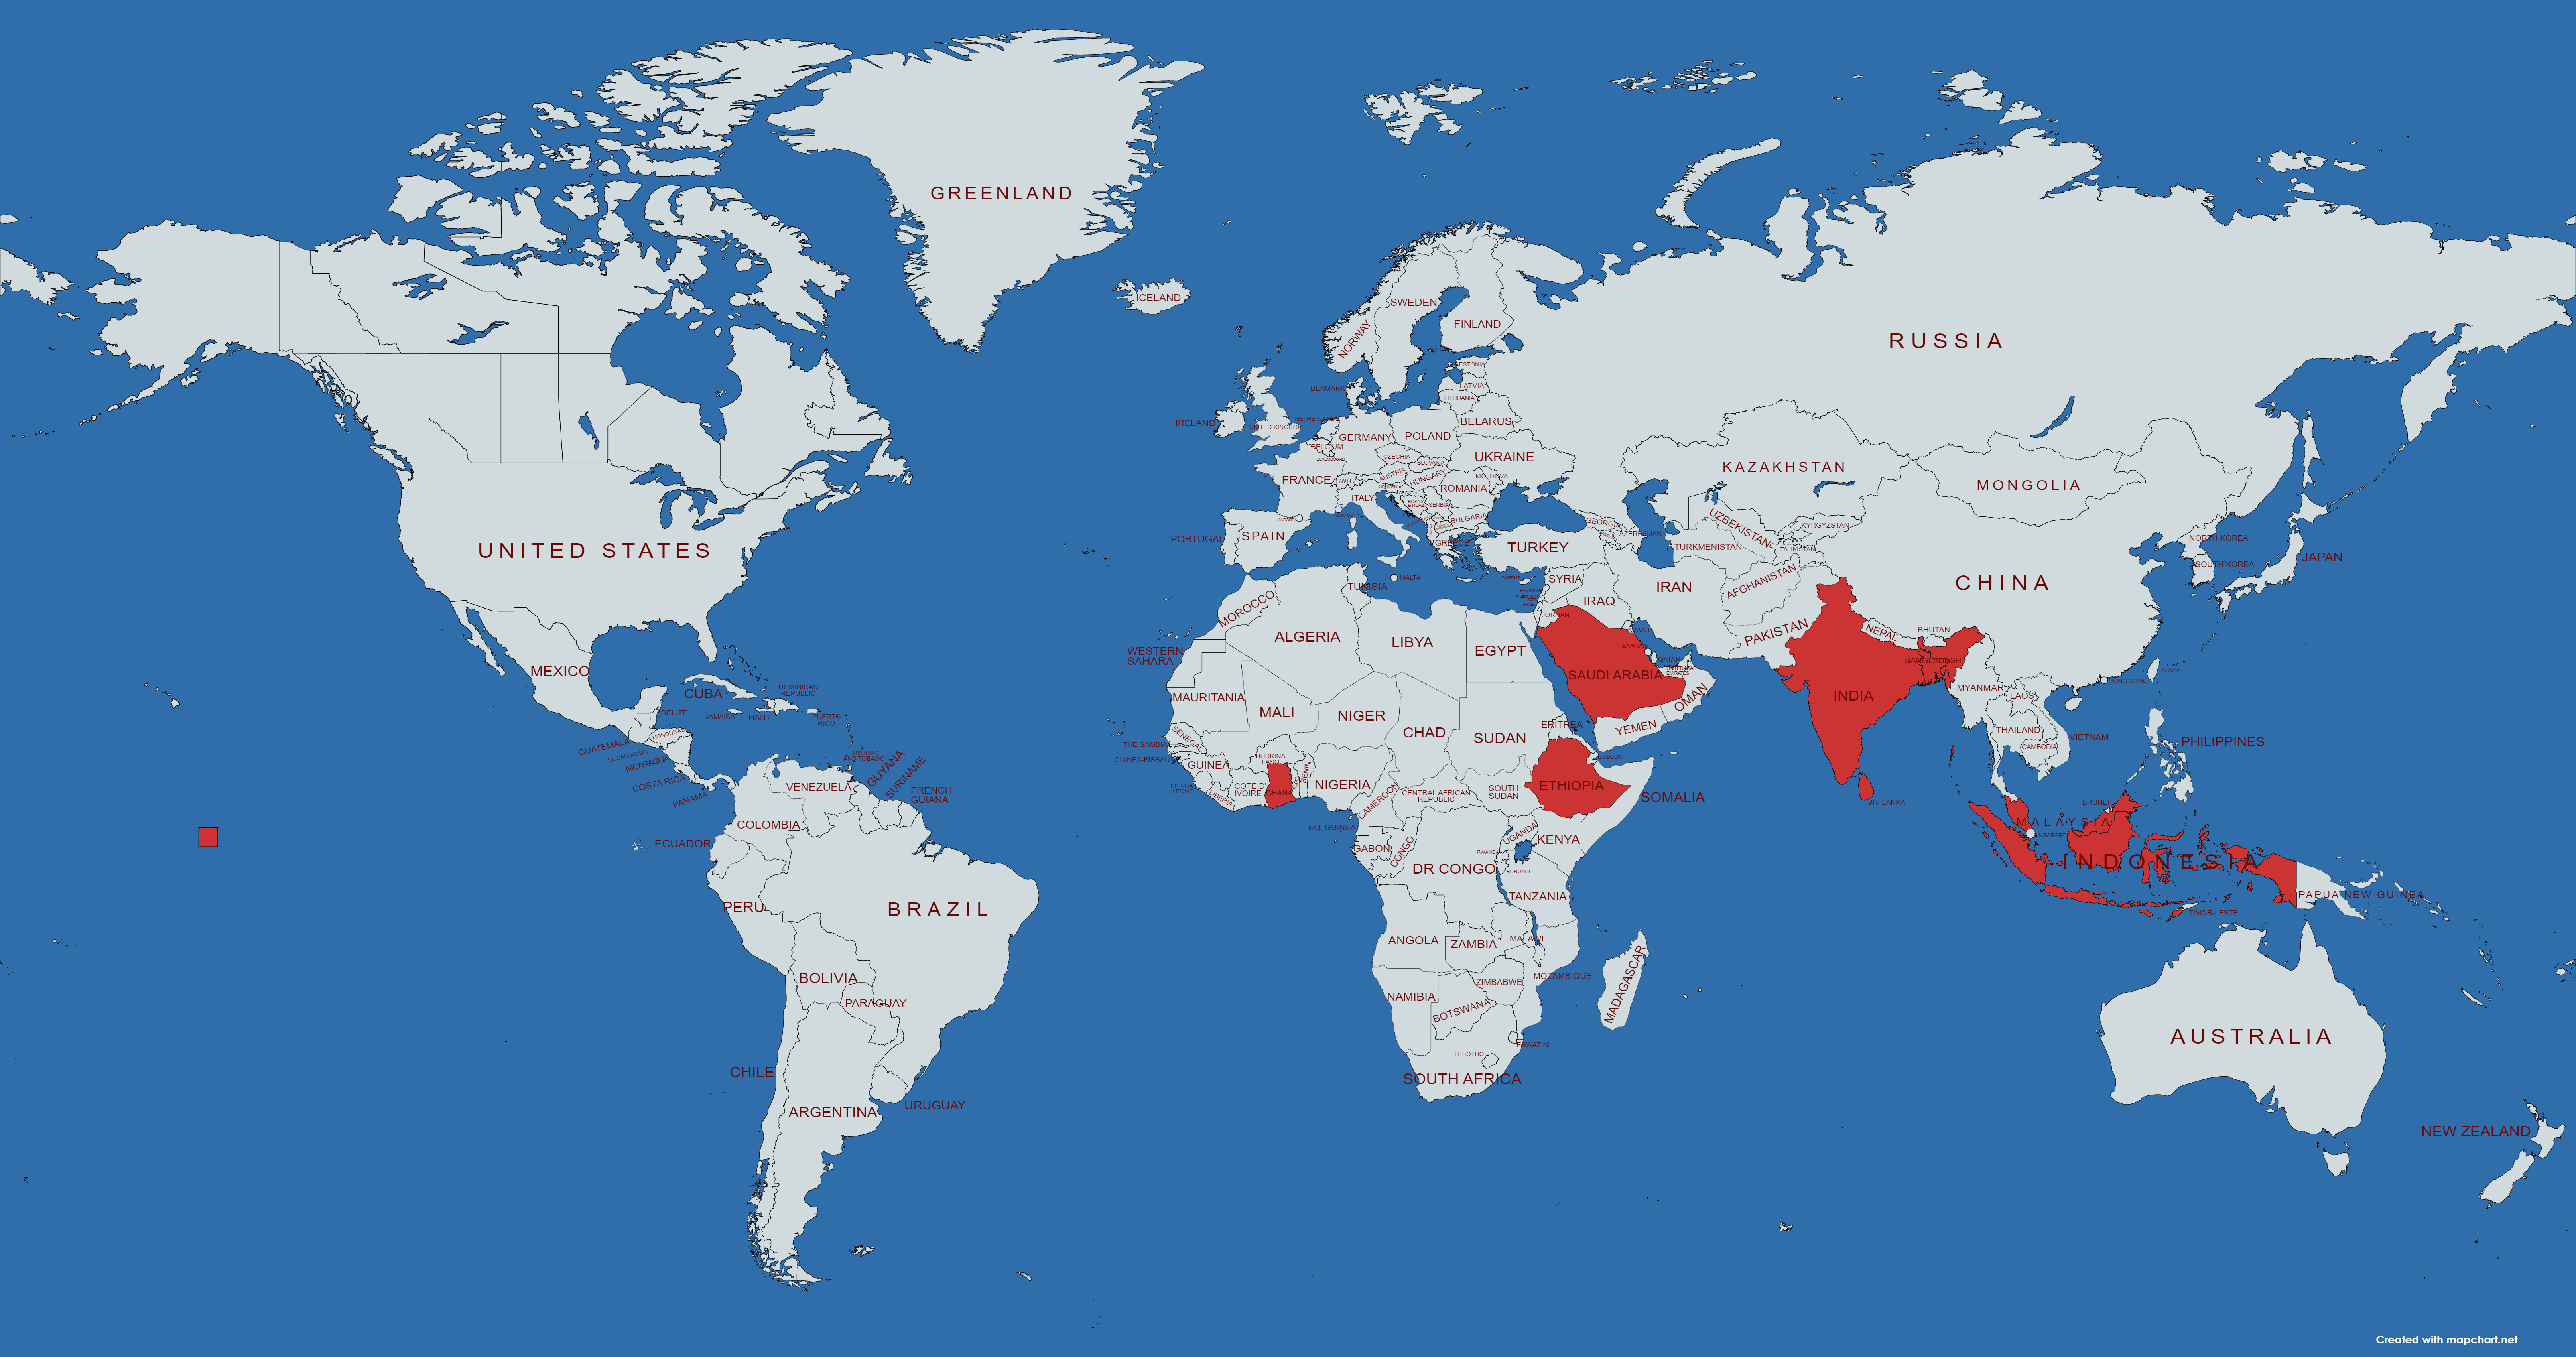 GREENLAND
ICELAND
SWEDEN
NORWAY
FINLAND
RUSSIA
ESTONIA
LATVIA
LITHUANIA
DENMARK
IRELAND
UNITED KINGDOM
BELARUS
GERMANY
POLAND
BELGIUM
UKRAINE
CZECHIA
SLOVAKIA
KAZAKHSTAN
MONGOLIA
FRANCE
SWITZ
AUSTRIA
HUNGARY
MOLDOVA
ROMANIA
ITALY
SERBIA
BULGARIA
UNITED STATES
PORTUGAL
SPAIN
GREECE
TURKEY
AZERBAIJAN
UZBEKISTAN
KYRGYZSTAN
TURKMENISTAN
TAJIKISTAN
NORTH KOREA
SOUTH KOREA
JAPAN
CHINA
TUNISIA
MALTA
SYRIA
IRAN
AFGHANISTAN
MOROCCO
IRAQ
JORDAN
ALGERIA
LIBYA
EGYPT
PAKISTAN
NEPAL
BHUTAN
WESTERN
SAHARA
BAHRAIN
QATAR
UNITED ARAB
EMIRATES
BANGLADESH
MEXICO
SAUDI ARABIA
TAIWAN
HONG KONG
CUBA
DOMINICAN
REPUBLIC
MAURITANIA
OMAN
INDIA
MYANMAR
LAOS
BELIZE
JAMAICA
HAITI
PUERTO
RICO
MALI
NIGER
CHAD
SUDAN
ERITREA
YEMEN
THAILAND
VIETNAM
PHILIPPINES
CAMBODIA
GUATEMALA
HONDURAS
EL SALVADOR
NICARAGUA
COSTA RICA
PANAMA
TRINIDAD
AND TOBAGO
SENEGAL
THE GAMBIA
GUINEA-BISSAU
GUINEA
BURKINA
FASO
BENIN
DJIBOUTI
VENEZUELA
GUYANA
SURINAME
FRENCH
GUIANA
SIERRA
LEONE
LIBERIA
COTE D'
IVOIRE
GHANA
TOGO
NIGERIA
CAMEROON
CENTRAL AFRICAN
REPUBLIC
SOUTH
SUDAN
ETHIOPIA
SOMALIA
SRI LANKA
BRUNEI
MALAYSIA
SINGAPORE
COLOMBIA
ECUADOR
EQ. GUINEA
GABON
CONGO
UGANDA
KENYA
RWANDA
DR CONGO
BURUNDI
INDONESIA
PERU
BRAZIL
TANZANIA
PAPUA NEW GUINEA
TIMOR-LESTE
ANGOLA
ZAMBIA
MALAWI
BOLIVIA
ZIMBABWE
MOZAMBIQUE
MADAGASCAR
PARAGUAY
NAMIBIA
BOTSWANA
AUSTRALIA
ESWATINI
LESOTHO
CHILE
SOUTH AFRICA
ARGENTINA
URUGUAY
NEW ZEALAND
Created with mapchart.net